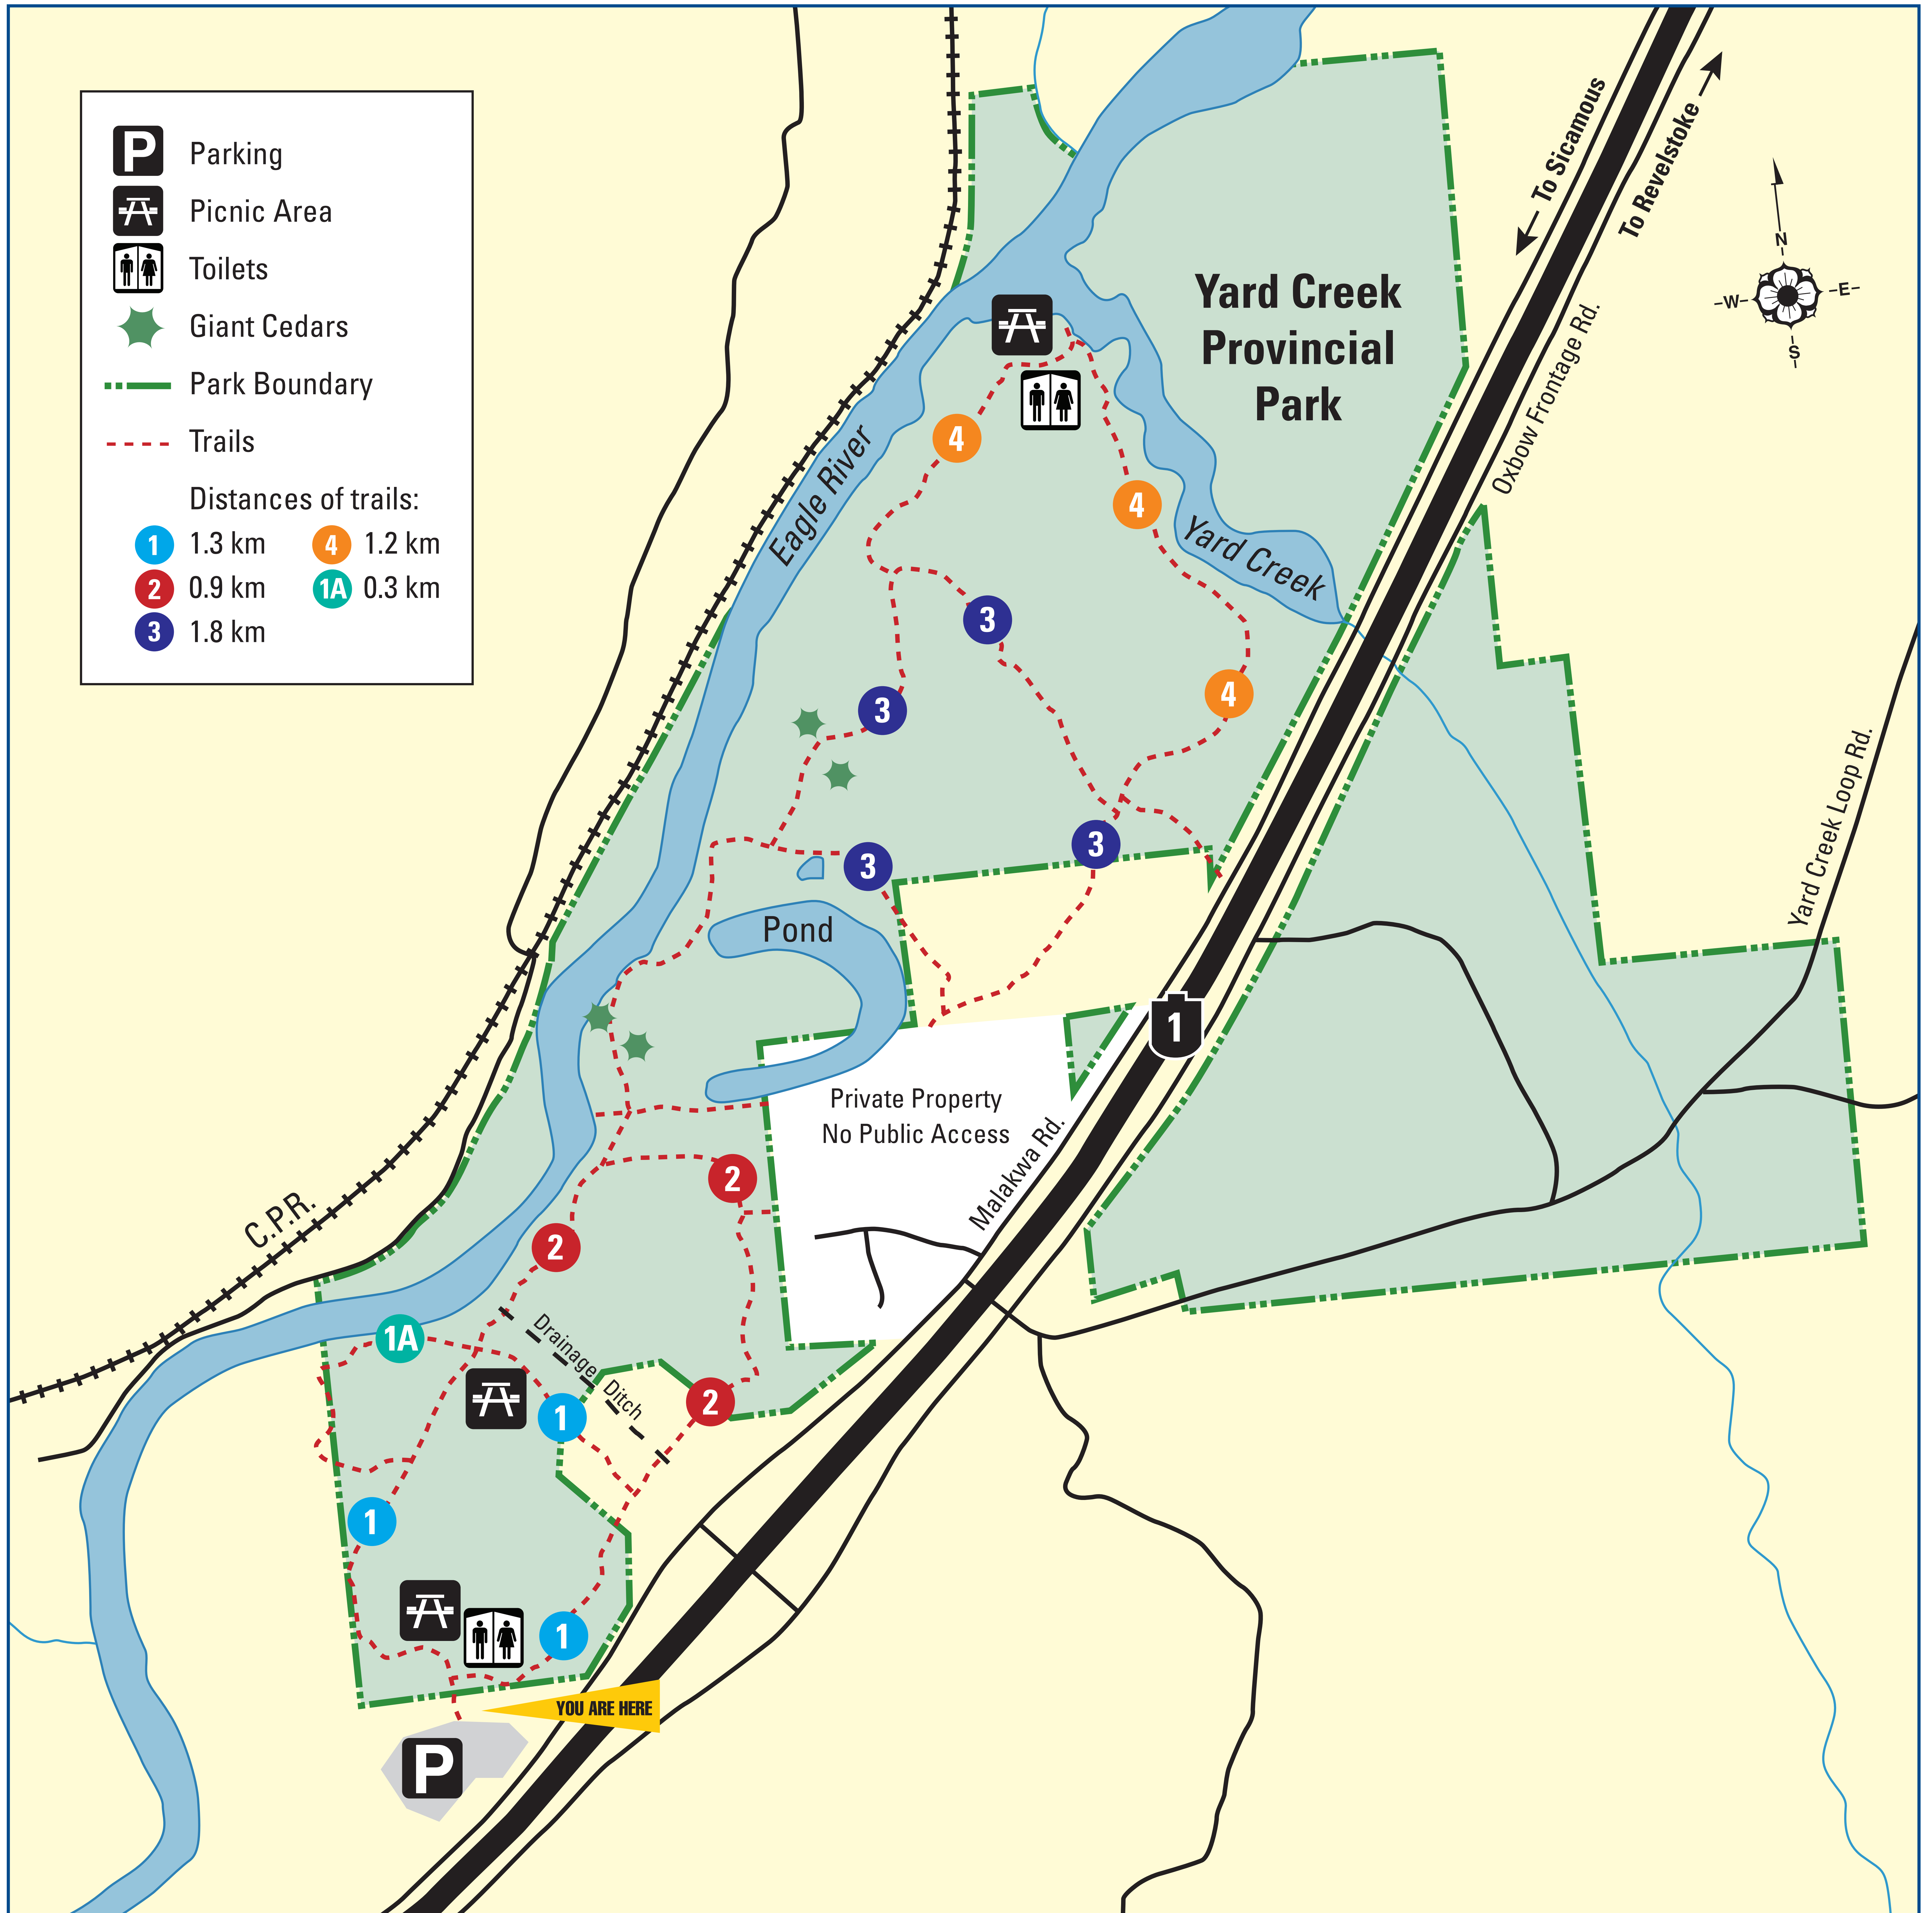 P Parking
Picnic Area
Toilets
Giant Cedars
Park Boundary
Trails
Distances of trails:
1 1.3 km
4 1.2 km
2 0.9 km
1A 0.3 km
3 1.8 km
To Sicamous
To Revelstoke
N
W
E
S
Yard Creek
Provincial
Park
Oxbow Frontage Rd.
Eagle River
4
4
Yard Creek
3
4
3
Yard Creek Loop Rd.
3
3
Pond
1
Private Property
No Public Access
Malakwa Rd.
2
C.P.R.
2
1A
Drainage
Ditch
2
1
1
1
YOU ARE HERE
P